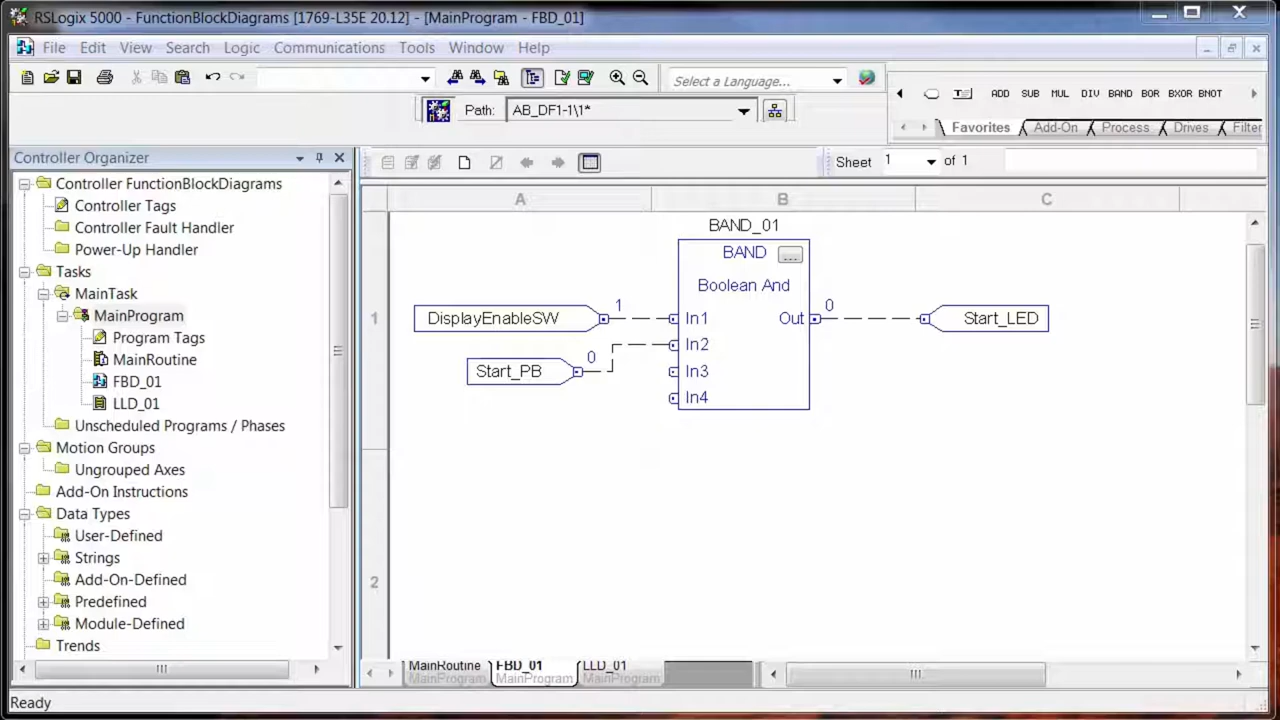 RSLogix 5000 - FunctionBlockDiagrams [1769-L35E 20.12] - [MainProgram - FBD_01]
File Edit View Search Logic Communications Tools Window Help
Select a Language...
Path: AB_DF1-1\1*
ADD SUB MUL DIV BAND BOR BXOR BNOT
Favorites Add-On Process Drives Filter
Controller Organizer
Sheet 1 of 1
Controller FunctionBlockDiagrams
Controller Tags
Controller Fault Handler
Power-Up Handler
Tasks
MainTask
MainProgram
Program Tags
MainRoutine
FBD_01
LLD_01
Unscheduled Programs / Phases
Motion Groups
Ungrouped Axes
Add-On Instructions
Data Types
User-Defined
Strings
Add-On-Defined
Predefined
Module-Defined
Trends
A B C
1
2
BAND_01
BAND ...
Boolean And
DisplayEnableSW 1 In1 Out 0 Start_LED
Start_PB 0 In2
In3
In4
MainRoutine FBD_01 LLD_01
MainProgram MainProgram MainProgram
Ready